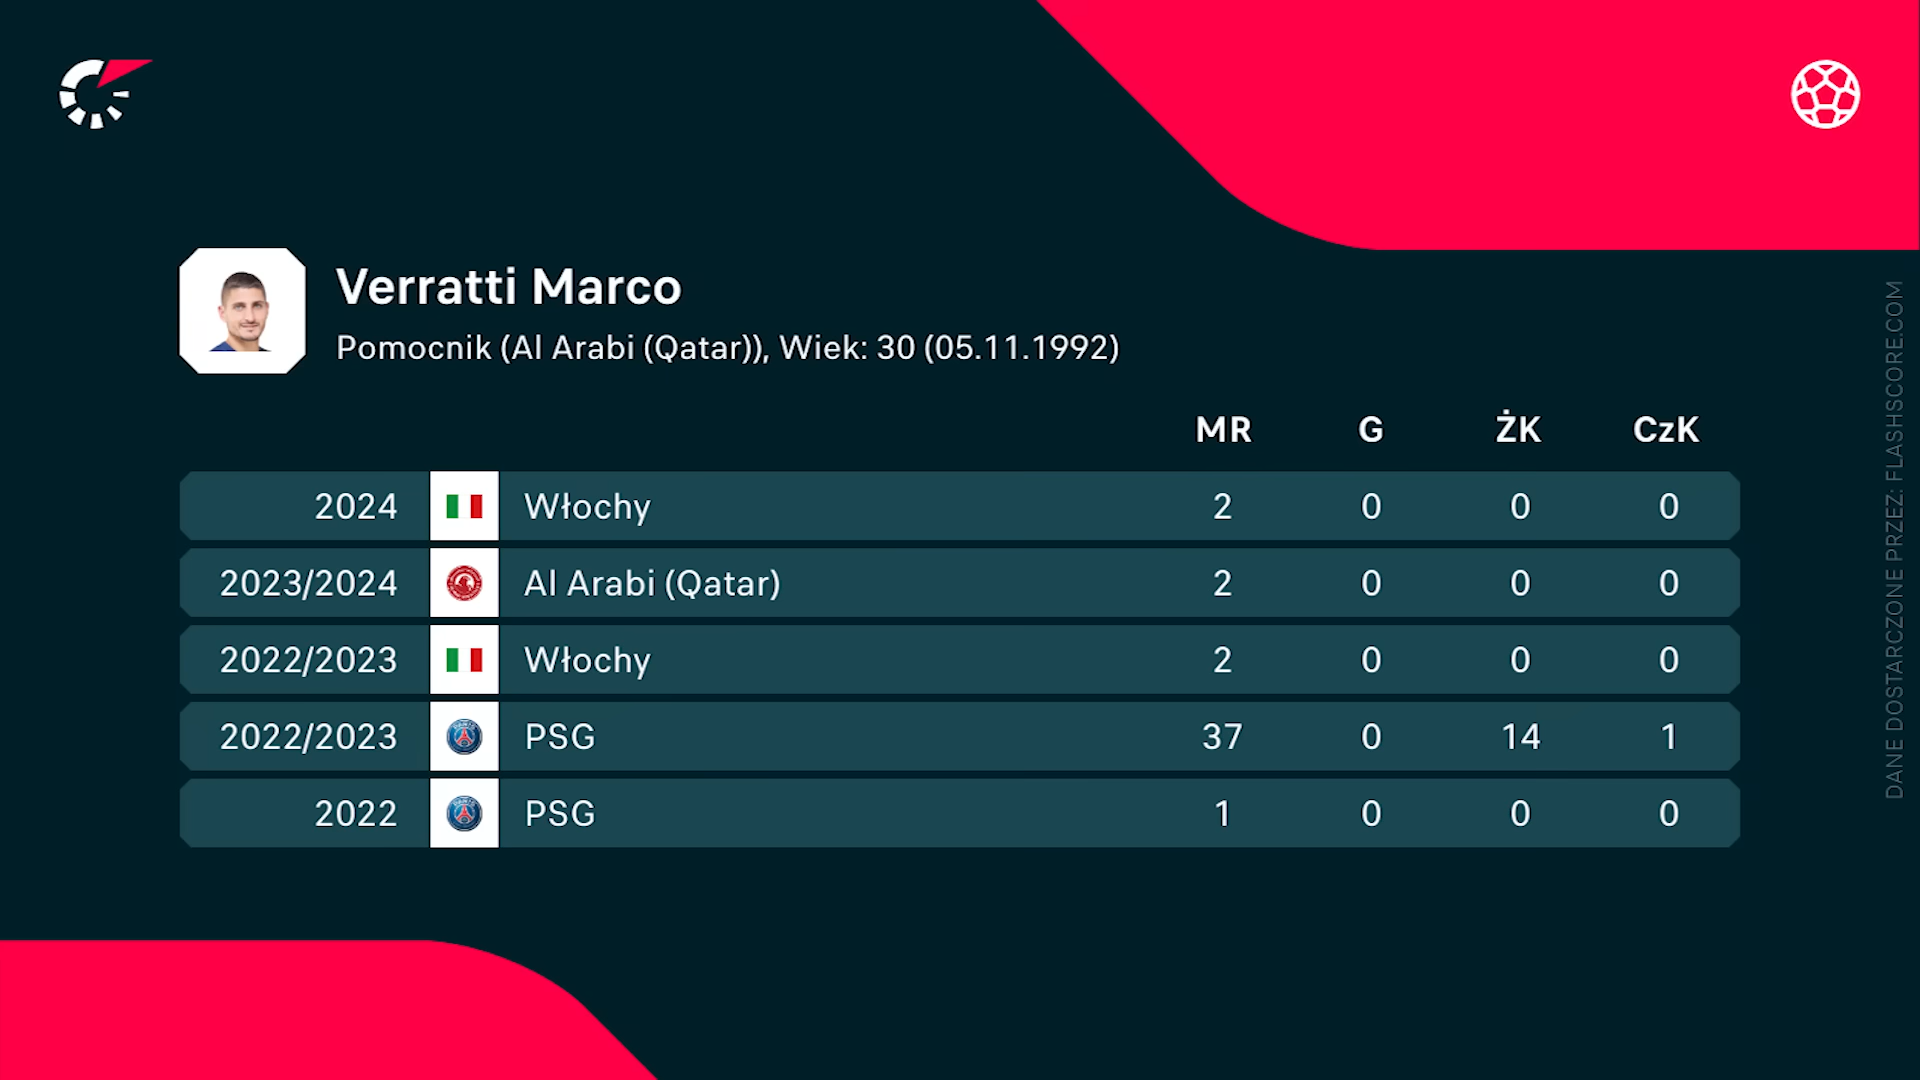 Verratti Marco
Pomocnik (Al Arabi (Qatar)), Wiek: 30 (05.11.1992)
MR G ŻK CzK
2024 Włochy 2 0 0 0
2023/2024 Al Arabi (Qatar) 2 0 0 0
2022/2023 Włochy 2 0 0 0
2022/2023 PSG 37 0 14 1
2022 PSG 1 0 0 0
DANE DOSTARCZONE PRZEZ: FLASHSCORE.COM